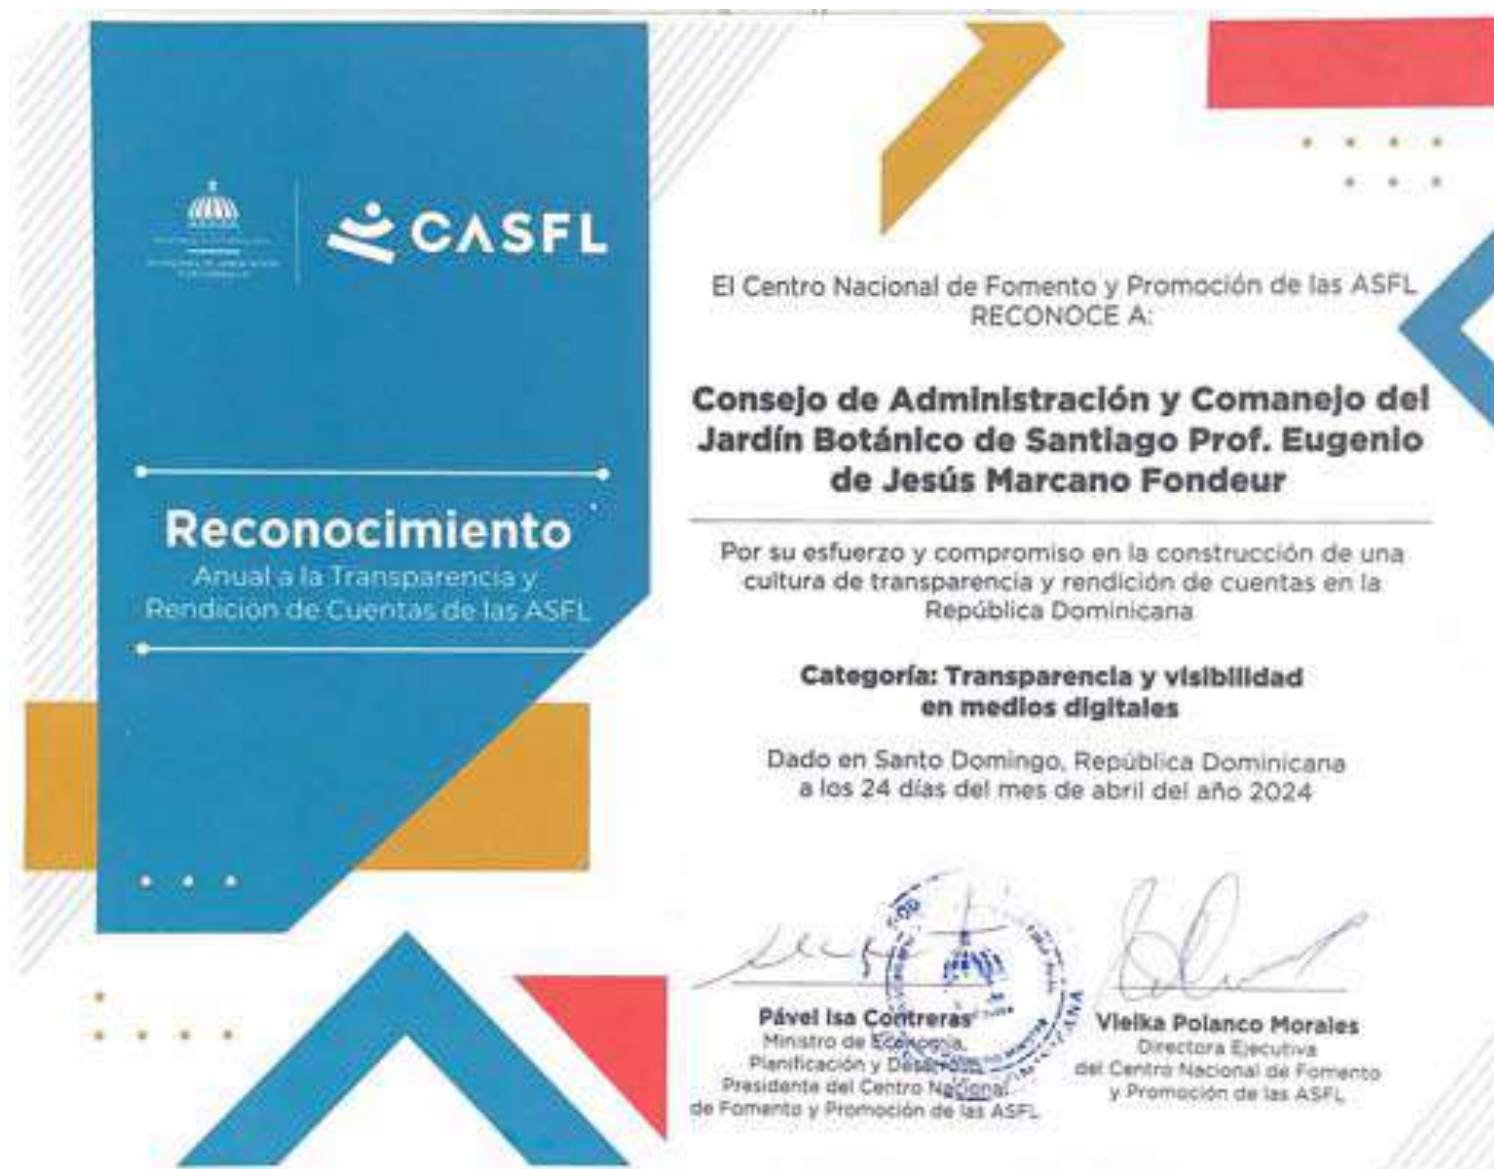 CASFL
Reconocimiento
Anual a la Transparencia y
Rendición de Cuentas de las ASFL
El Centro Nacional de Fomento y Promoción de las ASFL
RECONOCE A:
Consejo de Administración y Comanejo del
Jardín Botánico de Santiago Prof. Eugenio
de Jesús Marcano Fondeur
Por su esfuerzo y compromiso en la construcción de una
cultura de transparencia y rendición de cuentas en la
República Dominicana
Categoría: Transparencia y visibilidad
en medios digitales
Dado en Santo Domingo, República Dominicana
a los 24 días del mes de abril del año 2024
Pável Isa Contreras
Ministro de Economía,
Planificación y Desarrollo
Presidente del Centro Nacional
de Fomento y Promoción de las ASFL
Vielka Polanco Morales
Directora Ejecutiva
del Centro Nacional de Fomento
y Promoción de las ASFL